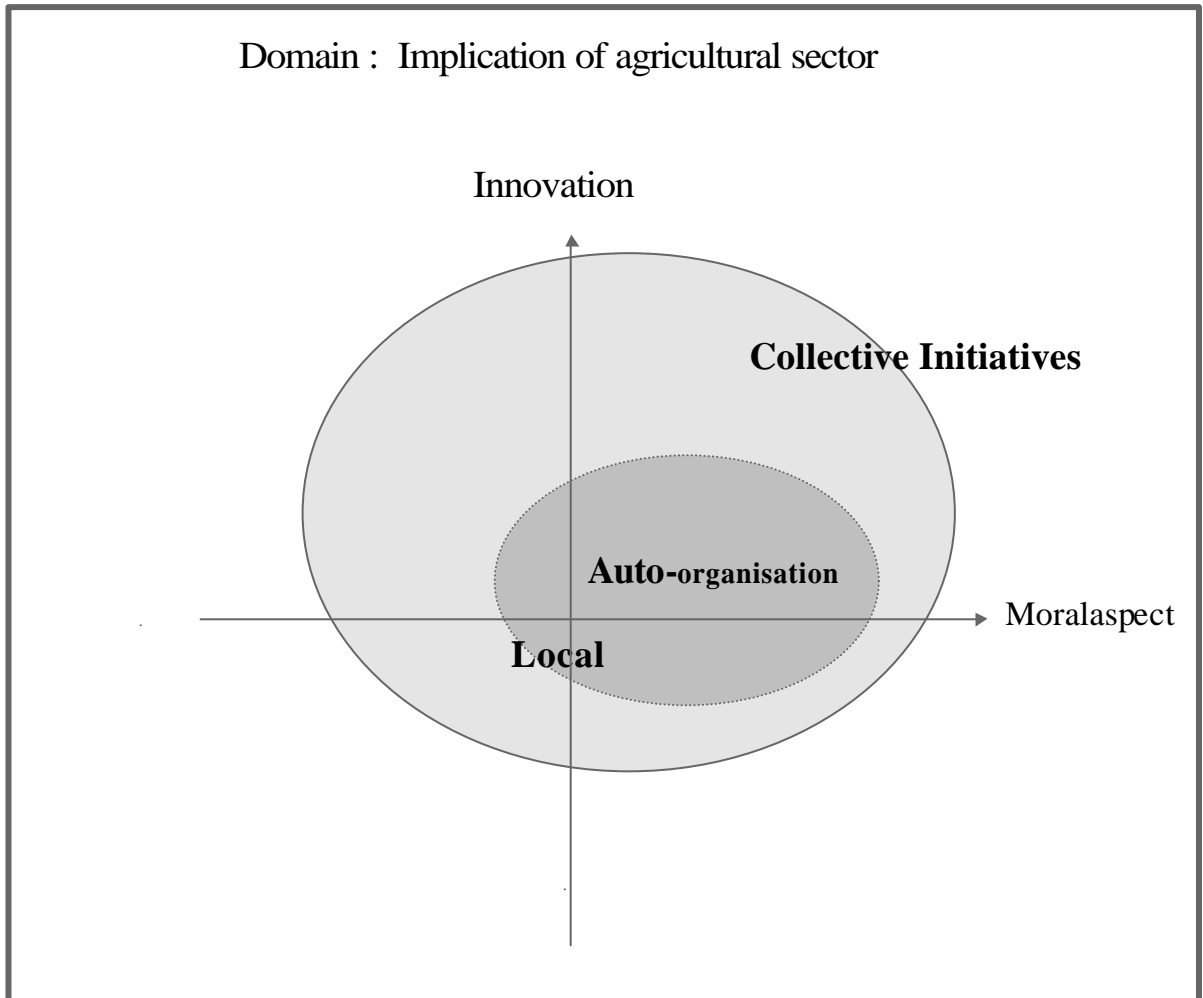 Domain : Implication of agricultural sector
Innovation
Collective Initiatives
Auto-organisation
Moralaspect
Local